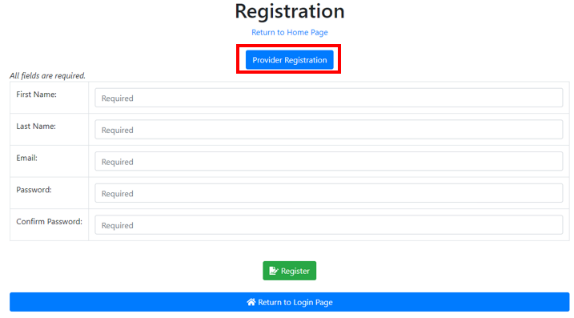 Registration
Return to Home Page
Provider Registration
All fields are required.
First Name:
Required
Last Name:
Required
Email:
Required
Password:
Required
Confirm Password:
Required
Register
Return to Login Page